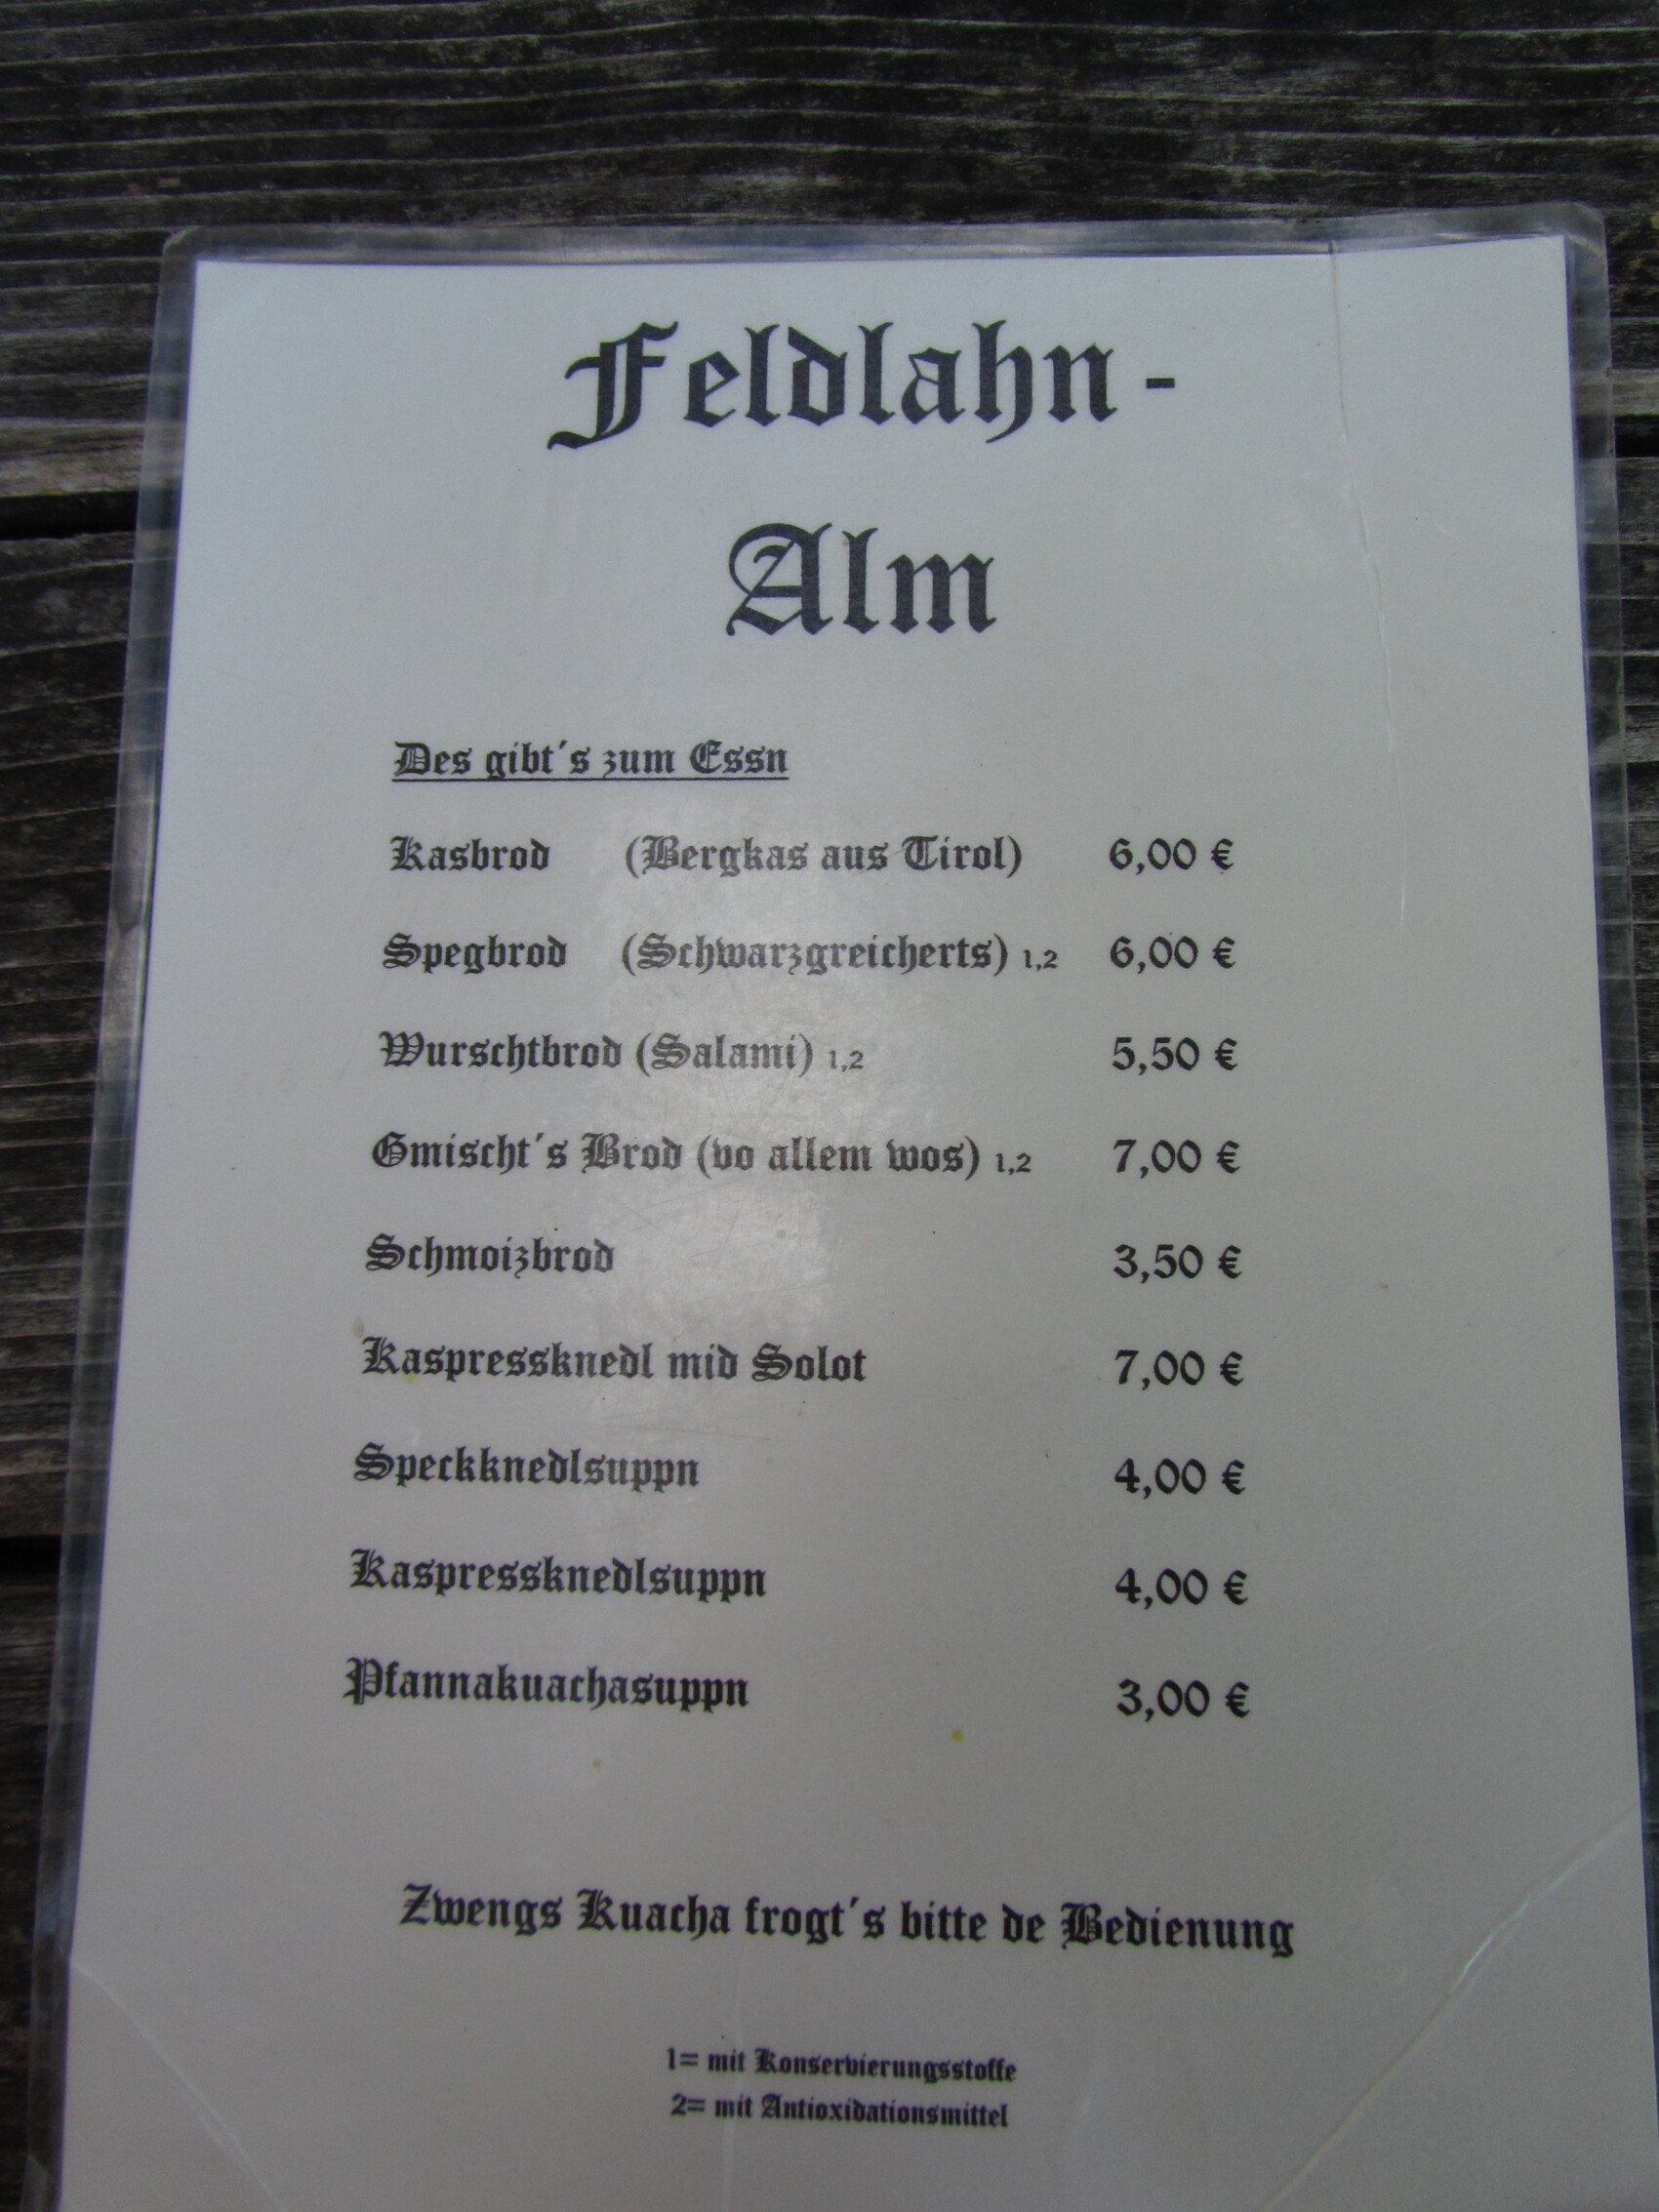 Feldlahn-
Alm
Des gibt´s zum Essn
Kasbrod (Bergkas aus Tirol) 6,00 €
Spegbrod (Schwarzgreicherts) 1,2 6,00 €
Wurschtbrod (Salami) 1,2 5,50 €
Gmischt´s Brod (vo allem wos) 1,2 7,00 €
Schmoizbrod 3,50 €
Kaspressknedl mid Solot 7,00 €
Speckknedlsuppn 4,00 €
Kaspressknedlsuppn 4,00 €
Pfannakuachasuppn 3,00 €
Zwengs Kuacha frogt´s bitte de Bedienung
1= mit Konservierungsstoffe
2= mit Antioxidationsmittel